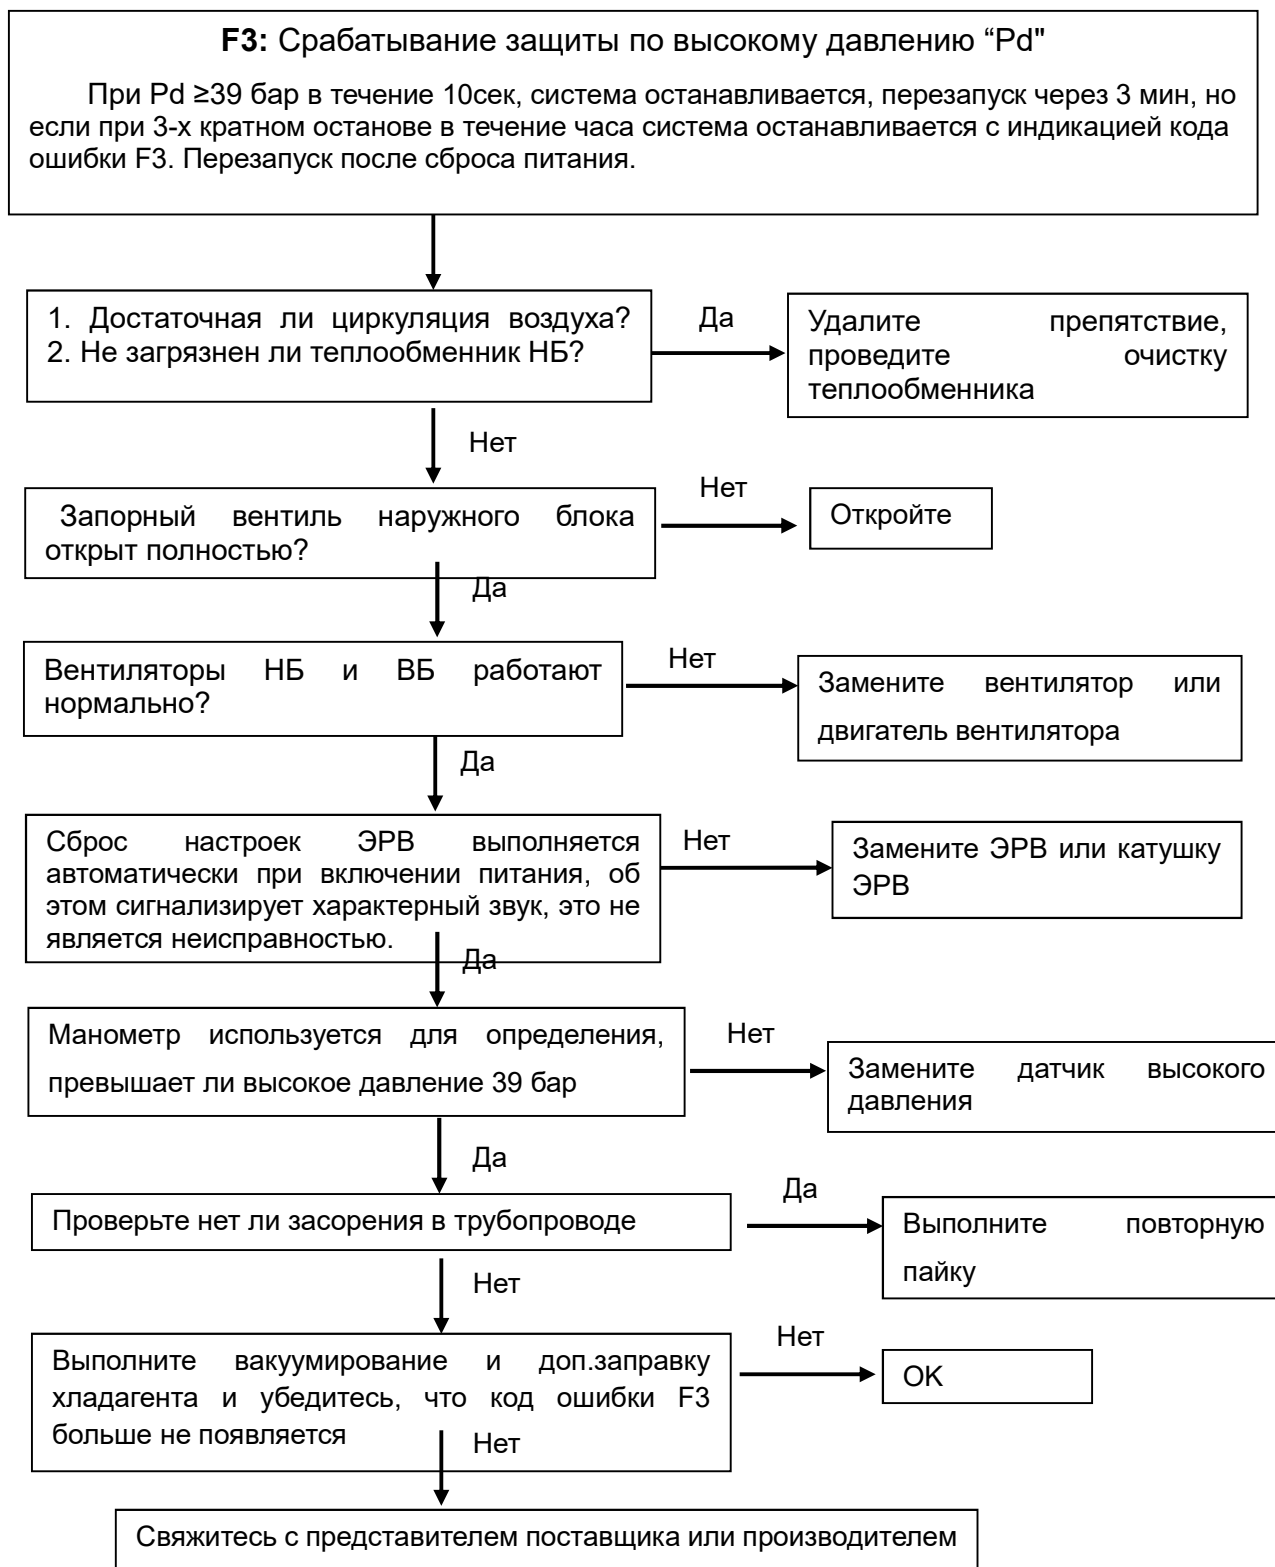 F3: Срабатывание защиты по высокому давлению “Pd"
При Pd ≥39 бар в течение 10сек, система останавливается, перезапуск через 3 мин, но
если при 3-х кратном останове в течение часа система останавливается с индикацией кода
ошибки F3. Перезапуск после сброса питания.
1. Достаточная ли циркуляция воздуха?
2. Не загрязнен ли теплообменник НБ?
Да
Удалите препятствие,
проведите очистку
теплообменника
Нет
Запорный вентиль наружного блока
открыт полностью?
Нет
Откройте
Да
Вентиляторы НБ и ВБ работают
нормально?
Нет
Замените вентилятор или
двигатель вентилятора
Да
Сброс настроек ЭРВ выполняется
автоматически при включении питания, об
этом сигнализирует характерный звук, это не
является неисправностью.
Нет
Замените ЭРВ или катушку
ЭРВ
Да
Манометр используется для определения,
превышает ли высокое давление 39 бар
Нет
Замените датчик высокого
давления
Да
Проверьте нет ли засорения в трубопроводе
Да
Выполните повторную
пайку
Нет
Выполните вакуумирование и доп.заправку
хладагента и убедитесь, что код ошибки F3
больше не появляется
Нет
OK
Нет
Свяжитесь с представителем поставщика или производителем